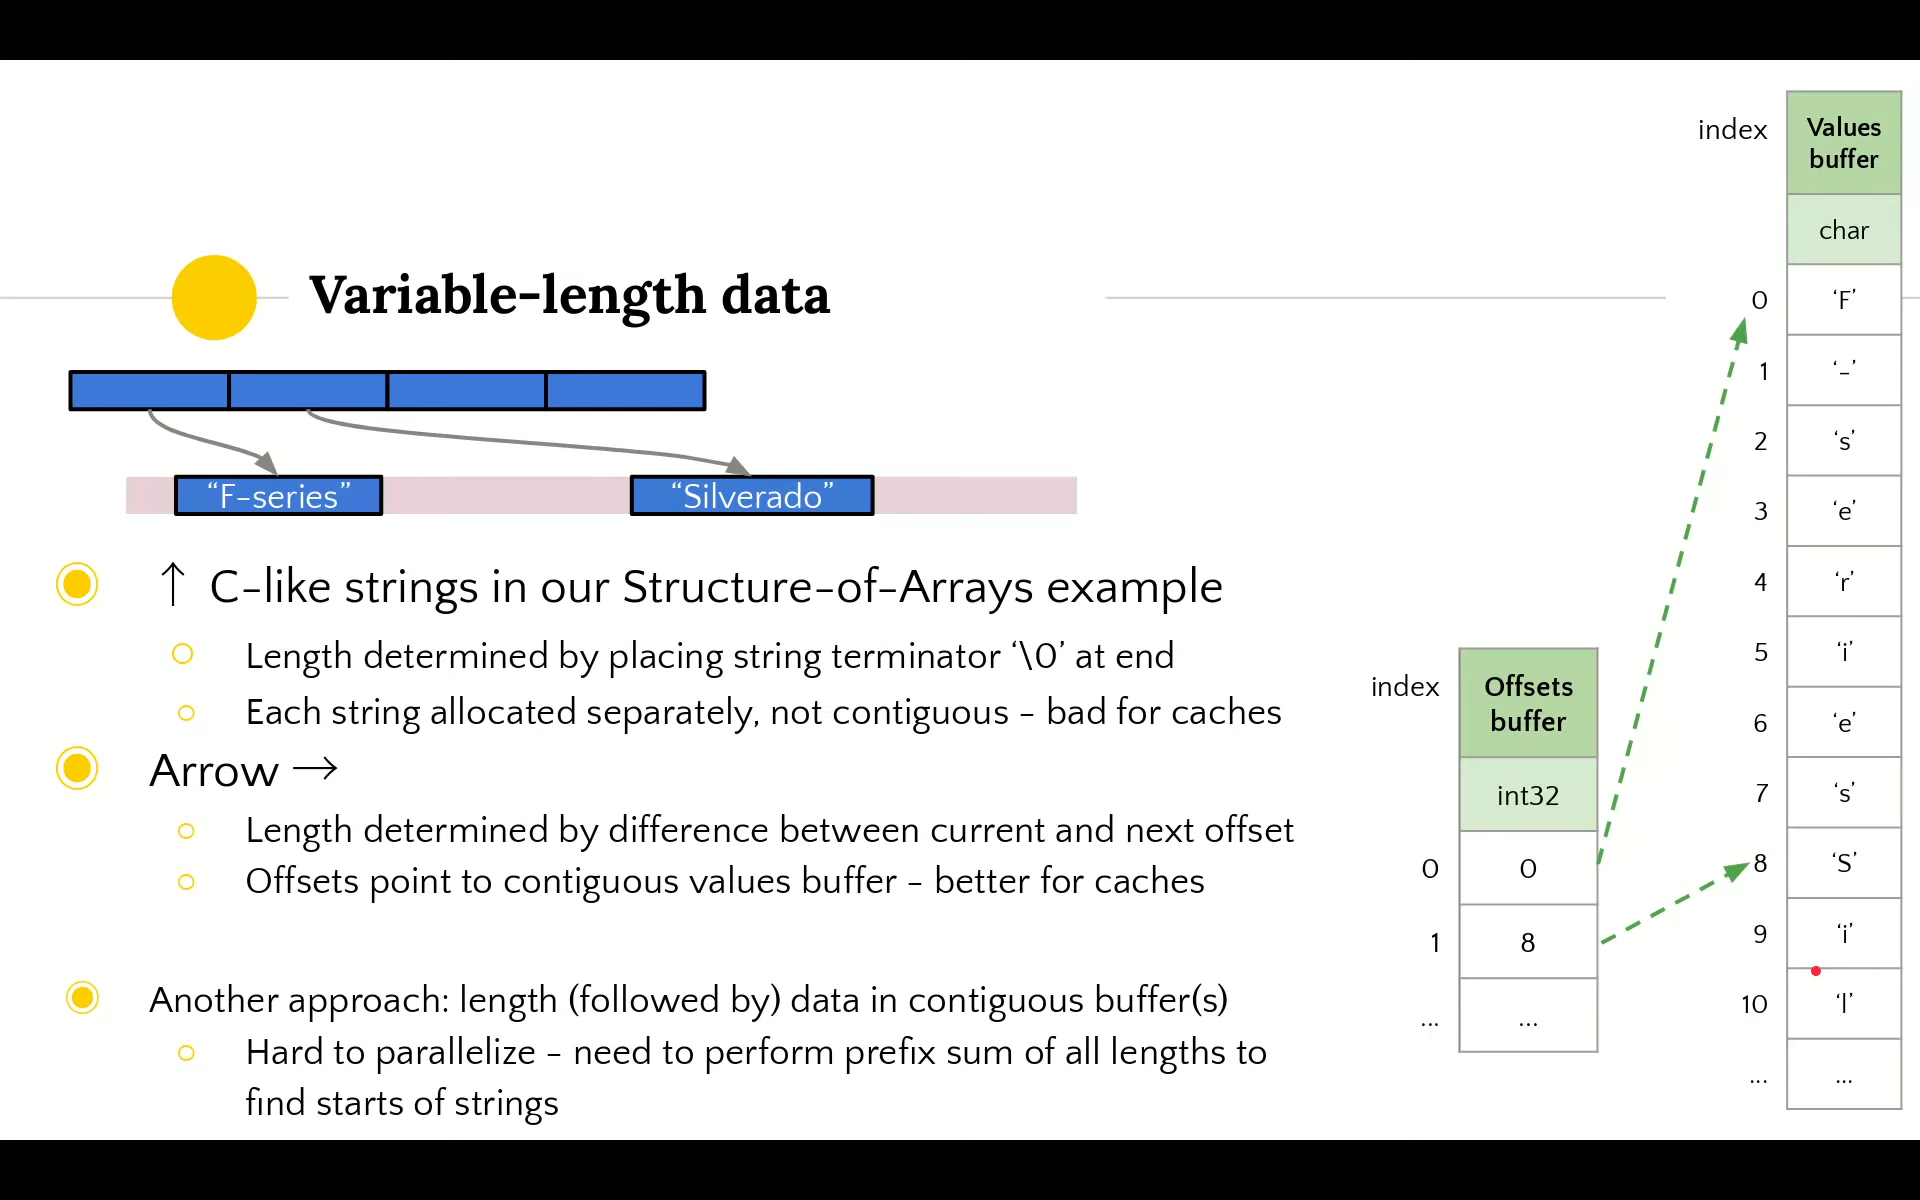 Variable-length data
“F-series”
“Silverado”
↑ C-like strings in our Structure-of-Arrays example
Length determined by placing string terminator ‘\0’ at end
Each string allocated separately, not contiguous – bad for caches
Arrow →
Length determined by difference between current and next offset
Offsets point to contiguous values buffer – better for caches
Another approach: length (followed by) data in contiguous buffer(s)
Hard to parallelize – need to perform prefix sum of all lengths to
find starts of strings
index
Offsets
buffer
int32
0 0
1 8
... ...
index
Values
buffer
char
0 ‘F’
1 ‘-’
2 ‘s’
3 ‘e’
4 ‘r’
5 ‘i’
6 ‘e’
7 ‘s’
8 ‘S’
9 ‘i’
10 ‘l’
... ...